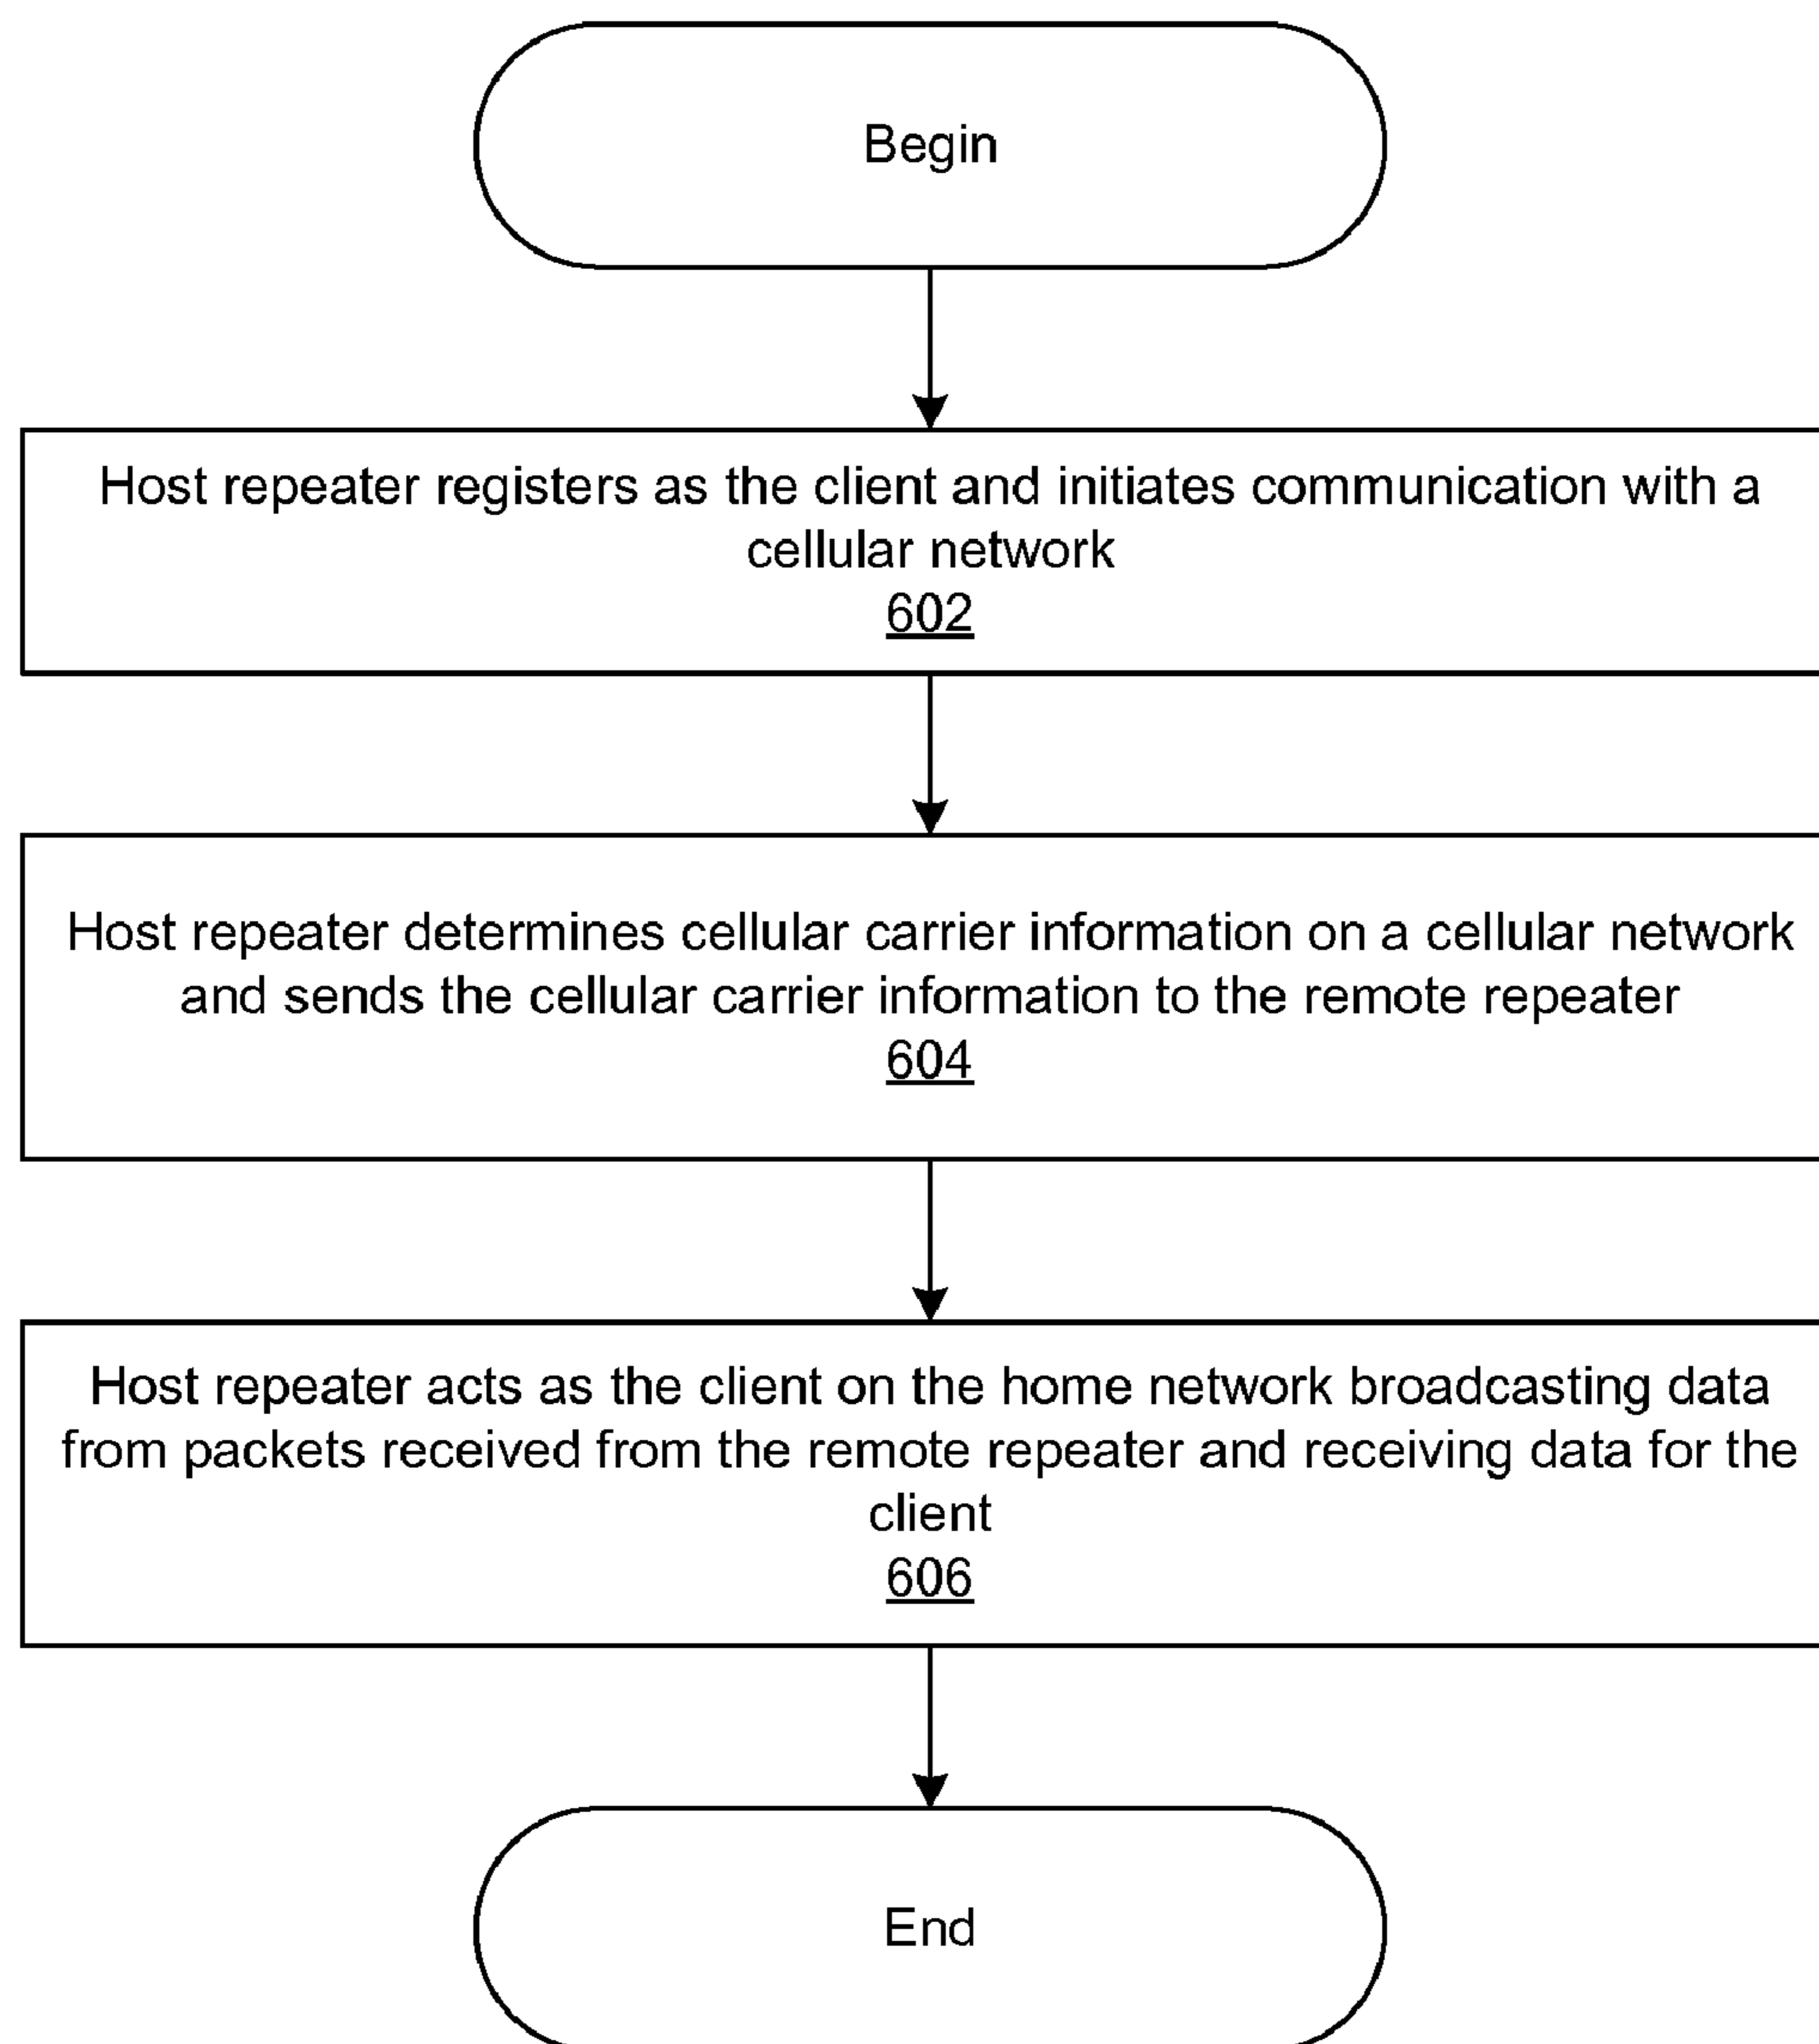 Begin
Host repeater registers as the client and initiates communication with a
cellular network
602
Host repeater determines cellular carrier information on a cellular network
and sends the cellular carrier information to the remote repeater
604
Host repeater acts as the client on the home network broadcasting data
from packets received from the remote repeater and receiving data for the
client
606
End